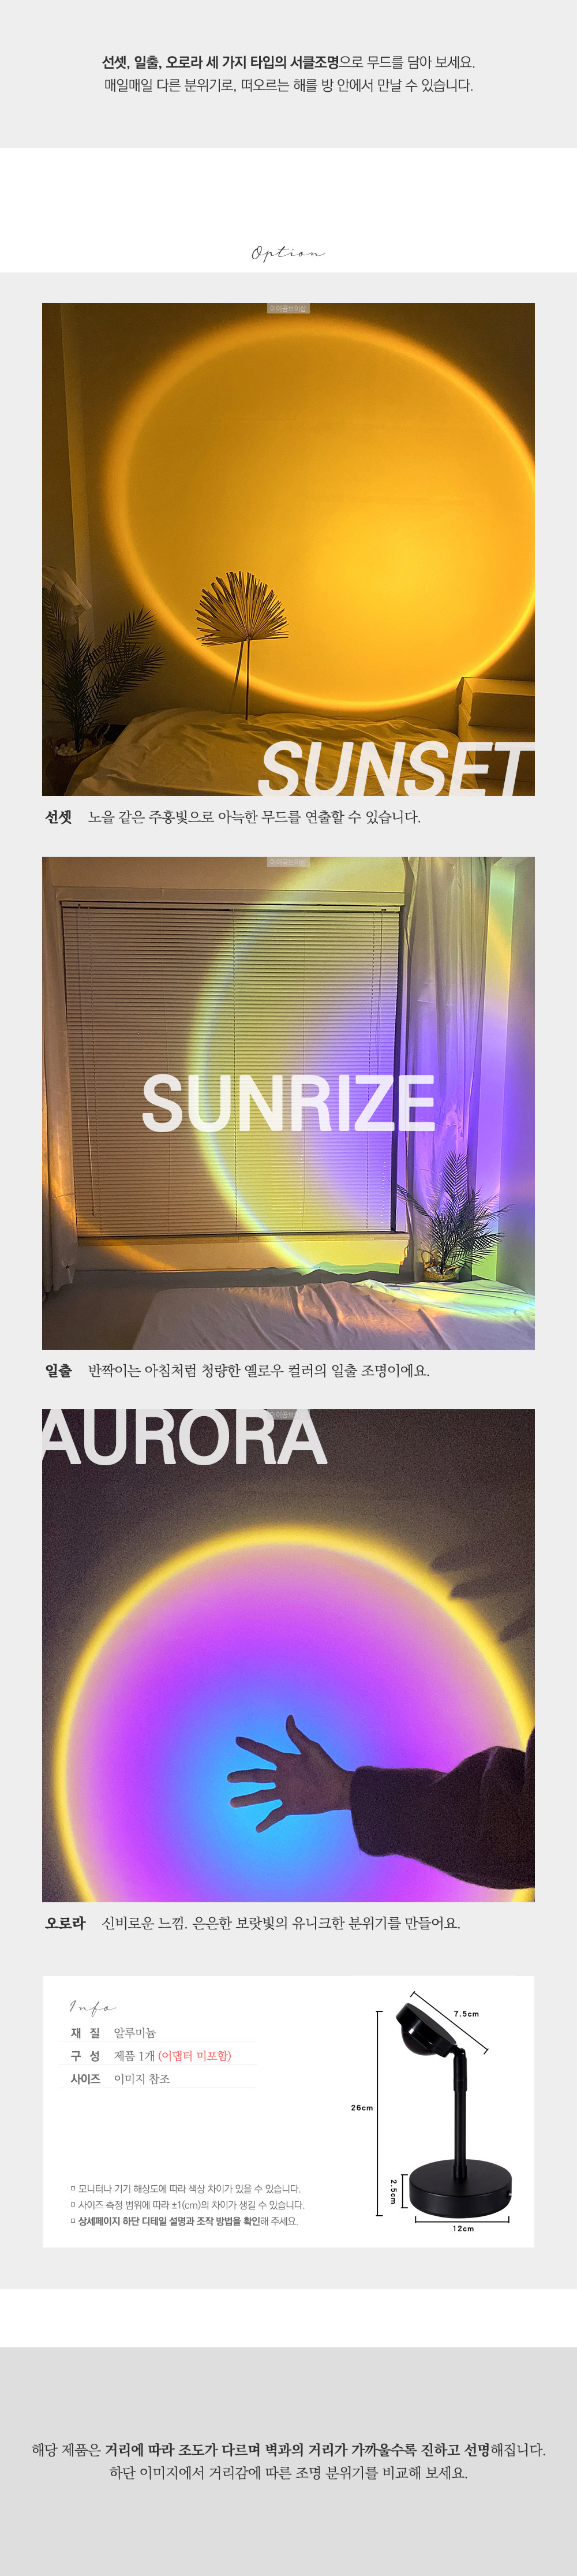 선셋, 일출, 오로라 세 가지 타입의 서클조명으로 무드를 담아 보세요.
매일매일 다른 분위기로, 떠오르는 해를 방 안에서 만날 수 있습니다.
Option
SUNSET
선셋 노을 같은 주홍빛으로 아늑한 무드를 연출할 수 있습니다.
SUNRIZE
일출 반짝이는 아침처럼 청량한 옐로우 컬러의 일출 조명이에요.
AURORA
오로라 신비로운 느낌. 은은한 보랏빛의 유니크한 분위기를 만들어요.
Info
재 질 알루미늄
구 성 제품 1개 (어댑터 미포함)
사이즈 이미지 참조
7.5cm
26cm
2.5cm
12cm
모니터나 기기 해상도에 따라 색상 차이가 있을 수 있습니다.
사이즈 측정 범위에 따라 ±1(cm)의 차이가 생길 수 있습니다.
상세페이지 하단 디테일 설명과 조작 방법을 확인해 주세요.
해당 제품은 거리에 따라 조도가 다르며 벽과의 거리가 가까울수록 진하고 선명해집니다.
하단 이미지에서 거리감에 따른 조명 분위기를 비교해 보세요.